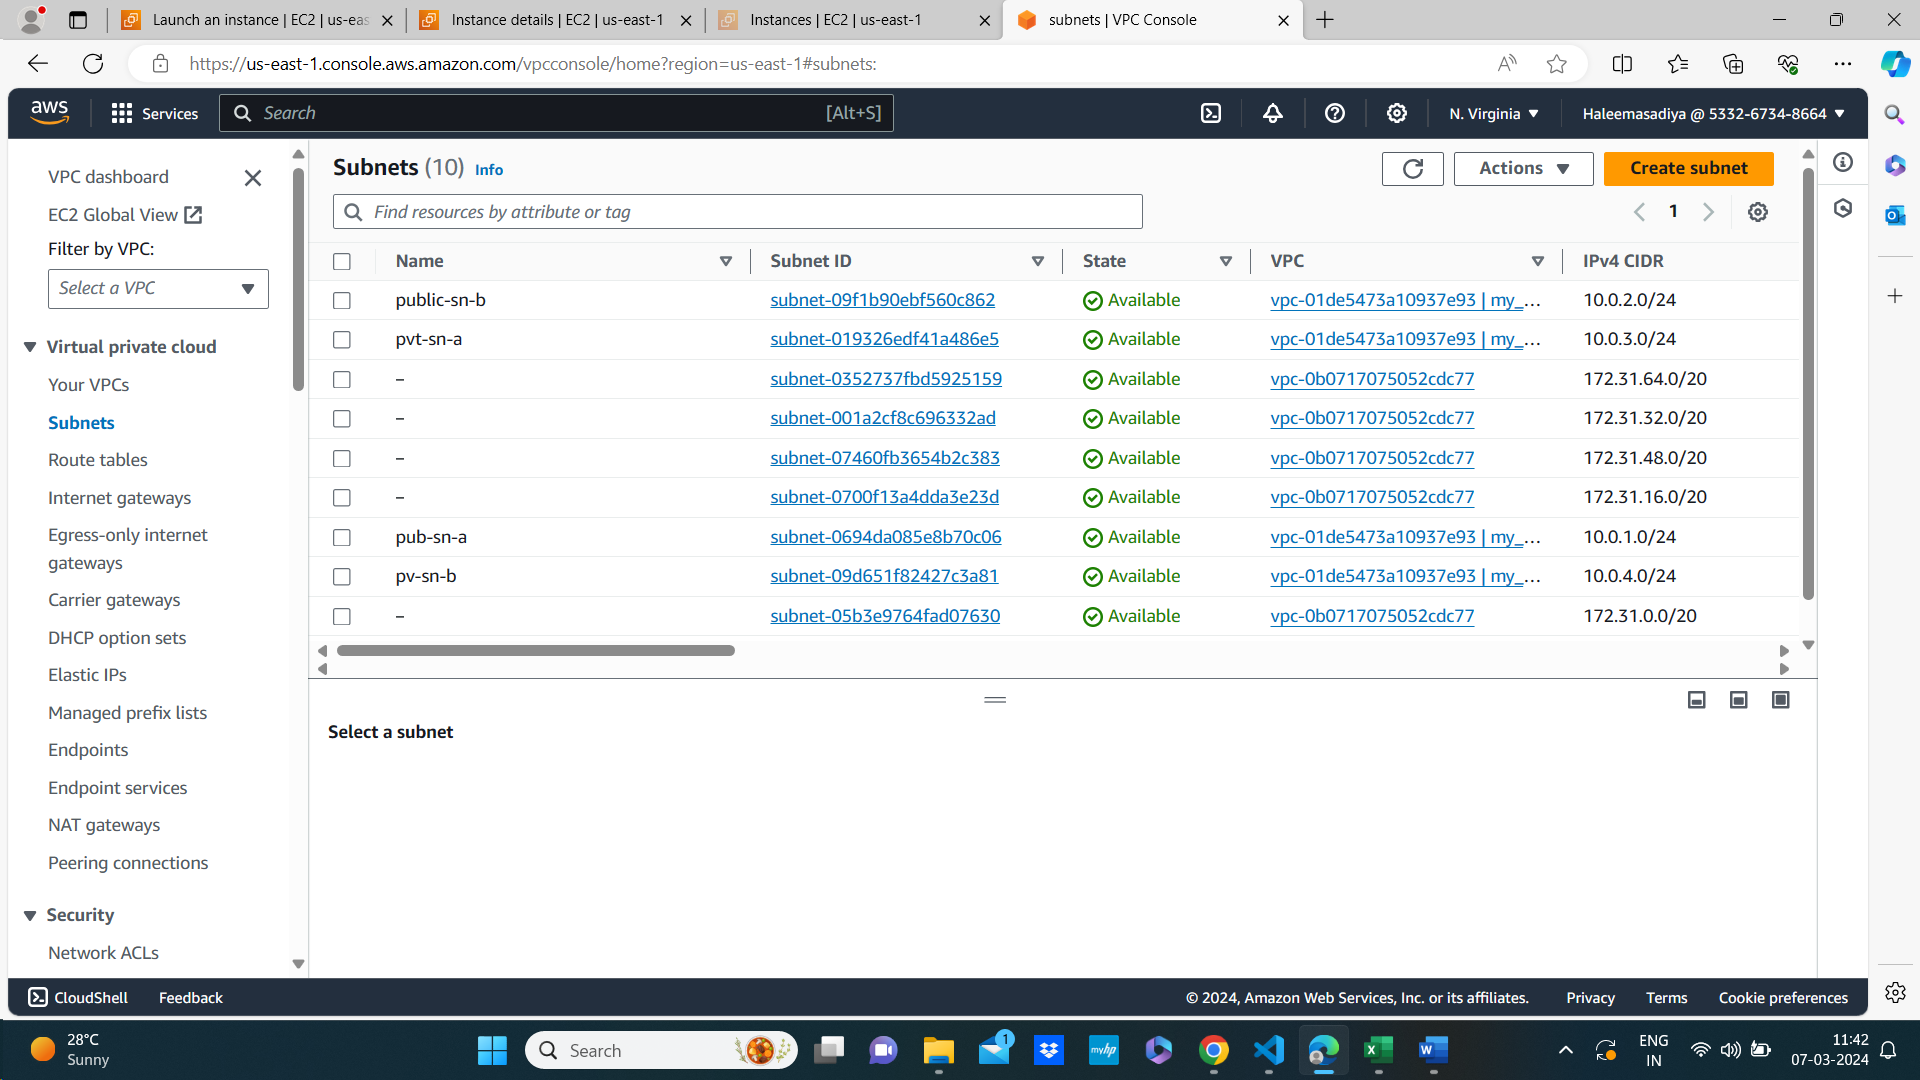 Launch an instance | EC2 | us-eas
Instance details | EC2 | us-east-1
Instances | EC2 | us-east-1
subnets | VPC Console
https://us-east-1.console.aws.amazon.com/vpcconsole/home?region=us-east-1#subnets:
aws
Services
Search
[Alt+S]
N. Virginia
Haleemasadiya @ 5332-6734-8664
VPC dashboard
EC2 Global View
Filter by VPC:
Select a VPC
Virtual private cloud
Your VPCs
Subnets
Route tables
Internet gateways
Egress-only internet
gateways
Carrier gateways
DHCP option sets
Elastic IPs
Managed prefix lists
Endpoints
Endpoint services
NAT gateways
Peering connections
Security
Network ACLs
Subnets (10) Info
Actions
Create subnet
Find resources by attribute or tag
1
Name Subnet ID State VPC IPv4 CIDR
public-sn-b subnet-09f1b90ebf560c862 Available vpc-01de5473a10937e93 | my_... 10.0.2.0/24
pvt-sn-a subnet-019326edf41a486e5 Available vpc-01de5473a10937e93 | my_... 10.0.3.0/24
– subnet-0352737fbd5925159 Available vpc-0b0717075052cdc77 172.31.64.0/20
– subnet-001a2cf8c696332ad Available vpc-0b0717075052cdc77 172.31.32.0/20
– subnet-07460fb3654b2c383 Available vpc-0b0717075052cdc77 172.31.48.0/20
– subnet-0700f13a4dda3e23d Available vpc-0b0717075052cdc77 172.31.16.0/20
pub-sn-a subnet-0694da085e8b70c06 Available vpc-01de5473a10937e93 | my_... 10.0.1.0/24
pv-sn-b subnet-09d651f82427c3a81 Available vpc-01de5473a10937e93 | my_... 10.0.4.0/24
– subnet-05b3e9764fad07630 Available vpc-0b0717075052cdc77 172.31.0.0/20
Select a subnet
CloudShell
Feedback
© 2024, Amazon Web Services, Inc. or its affiliates.
Privacy
Terms
Cookie preferences
28°C
Sunny
Search
1
myhp
ENG
IN
11:42
07-03-2024